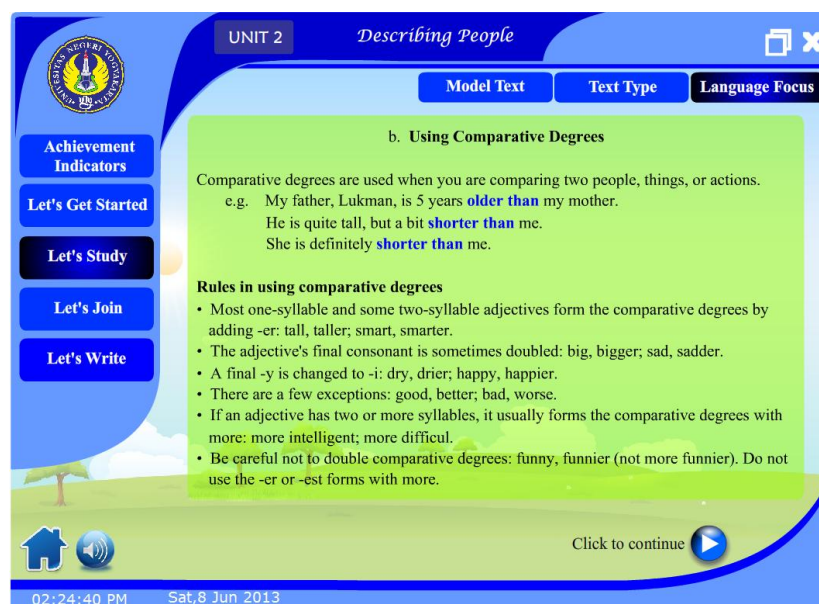 UNIT 2
Describing People
Model Text
Text Type
Language Focus
UNIVERSITAS NEGERI YOGYAKARTA
Achievement
Indicators
Let's Get Started
Let's Study
Let's Join
Let's Write
b. Using Comparative Degrees
Comparative degrees are used when you are comparing two people, things, or actions.
e.g. My father, Lukman, is 5 years older than my mother.
He is quite tall, but a bit shorter than me.
She is definitely shorter than me.
Rules in using comparative degrees
• Most one-syllable and some two-syllable adjectives form the comparative degrees by
adding -er: tall, taller; smart, smarter.
• The adjective's final consonant is sometimes doubled: big, bigger; sad, sadder.
• A final -y is changed to -i: dry, drier; happy, happier.
• There are a few exceptions: good, better; bad, worse.
• If an adjective has two or more syllables, it usually forms the comparative degrees with
more: more intelligent; more difficul.
• Be careful not to double comparative degrees: funny, funnier (not more funnier). Do not
use the -er or -est forms with more.
Click to continue
02:24:40 PM
Sat,8 Jun 2013